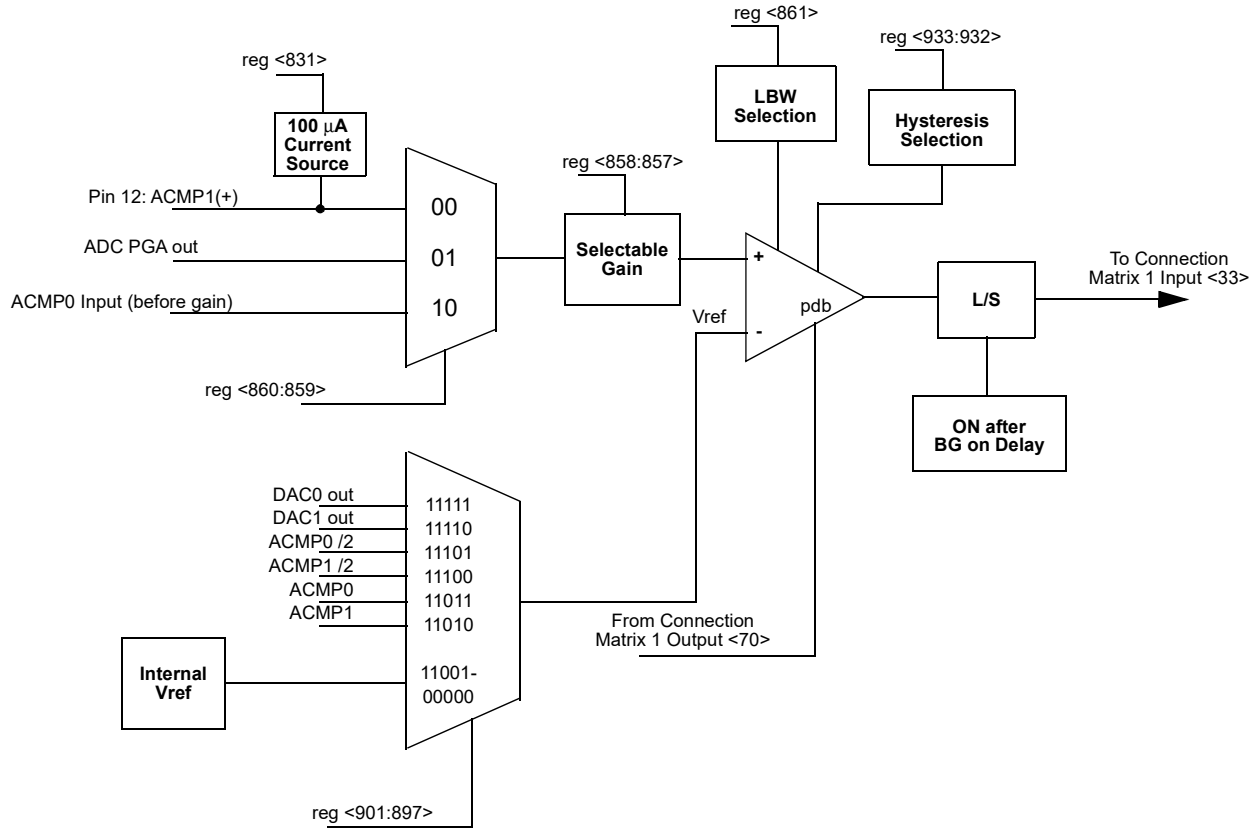 reg <861>
reg <933:932>
reg <831>
LBW
Selection
Hysteresis
Selection
100 μA
Current
Source
reg <858:857>
Pin 12: ACMP1(+)
00
ADC PGA out
01
Selectable
Gain
+
To Connection
Matrix 1 Input <33>
ACMP0 Input (before gain)
10
L/S
pdb
Vref
-
reg <860:859>
ON after
BG on Delay
DAC0 out
11111
DAC1 out
11110
ACMP0 /2
11101
ACMP1 /2
11100
ACMP0
11011
ACMP1
11010
From Connection
Matrix 1 Output <70>
Internal
Vref
11001-
00000
reg <901:897>